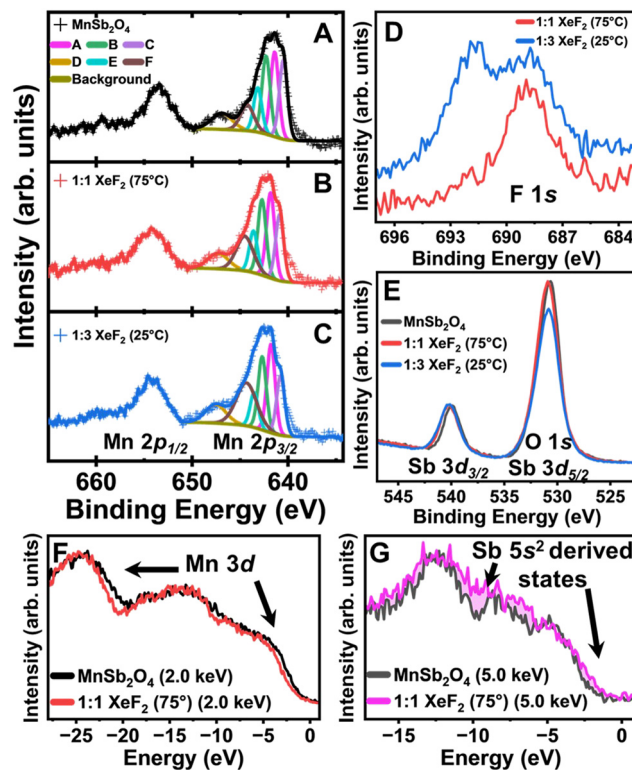 MnSb₂O₄
A
A B C
D E F
Background
Intensity (arb. units)
1:1 XeF₂ (75°C)
B
1:3 XeF₂ (25°C)
C
Mn 2p₁/₂ Mn 2p₃/₂
660 650 640
Binding Energy (eV)
D
1:1 XeF₂ (75°C)
1:3 XeF₂ (25°C)
Intensity (arb. units)
F 1s
696 692 688 684
Binding Energy (eV)
E
MnSb₂O₄
1:1 XeF₂ (75°C)
1:3 XeF₂ (25°C)
Intensity (arb. units)
O 1s
Sb 3d₃/₂ Sb 3d₅/₂
545 540 535 530 525
Binding Energy (eV)
F
Mn 3d
Intensity (arb. units)
MnSb₂O₄ (2.0 keV)
1:1 XeF₂ (75°) (2.0 keV)
−25 −20 −15 −10 −5 0
Energy (eV)
G
Sb 5s² derived
states
Intensity (arb. units)
MnSb₂O₄ (5.0 keV)
1:1 XeF₂ (75°) (5.0 keV)
−15 −10 −5 0
Energy (eV)